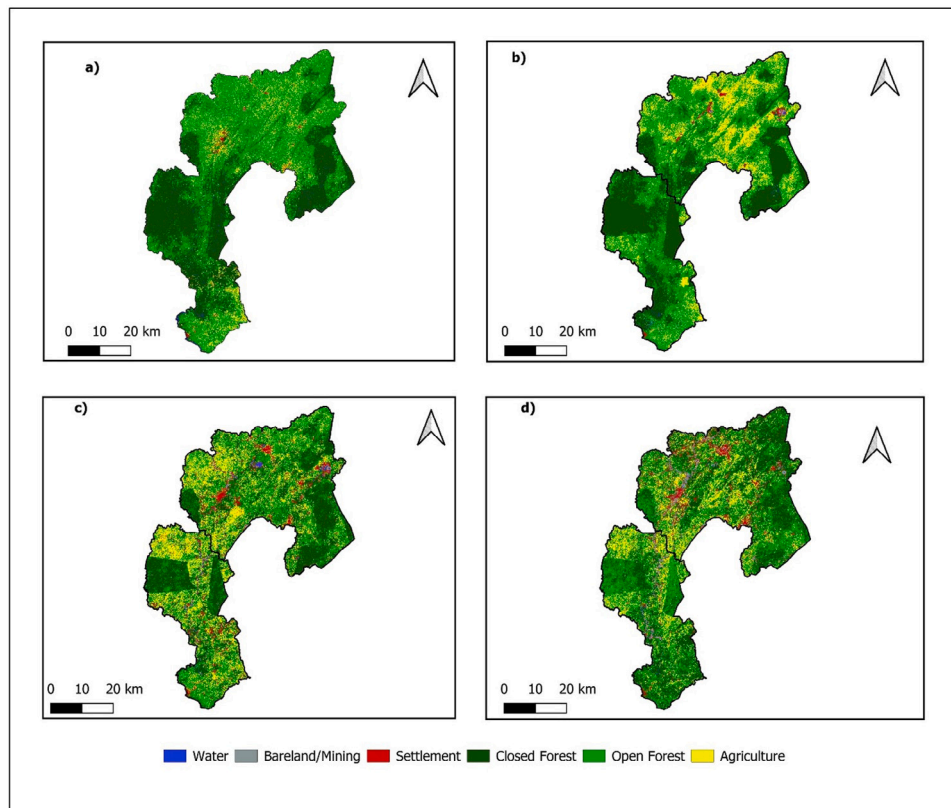 a)
0 10 20 km
b)
0 10 20 km
c)
0 10 20 km
d)
0 10 20 km
Water Bareland/Mining Settlement Closed Forest Open Forest Agriculture